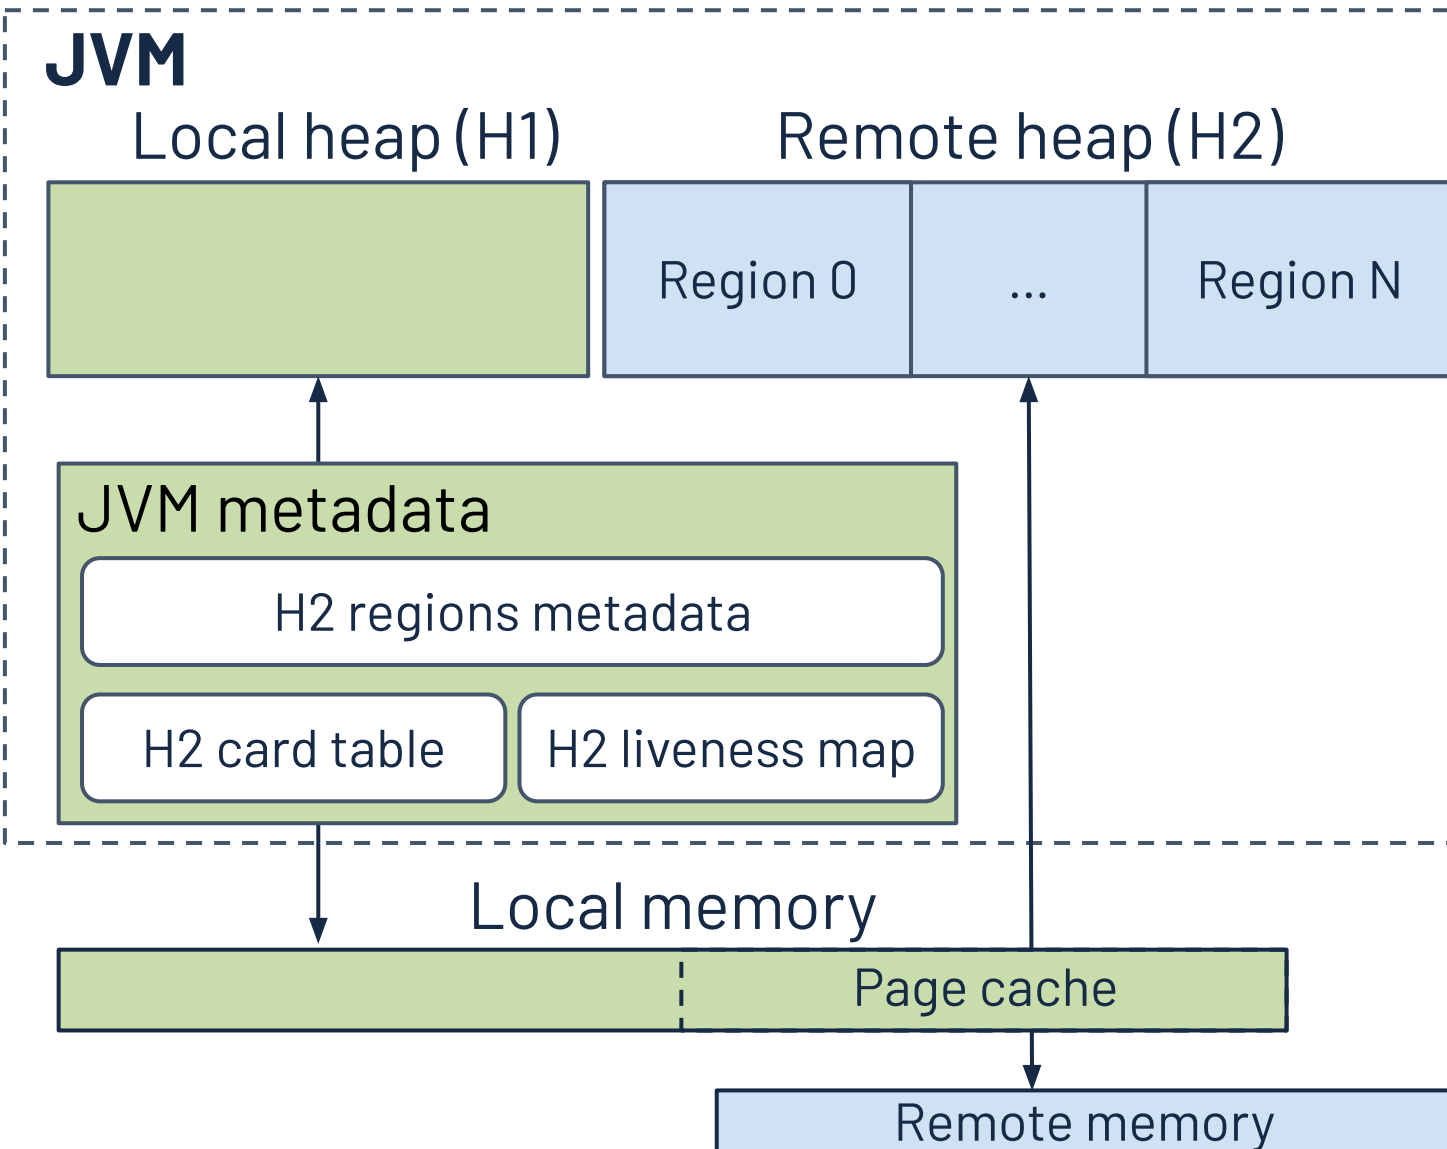 JVM
Local heap (H1)
Remote heap (H2)
Region 0
...
Region N
JVM metadata
H2 regions metadata
H2 card table
H2 liveness map
Local memory
Page cache
Remote memory